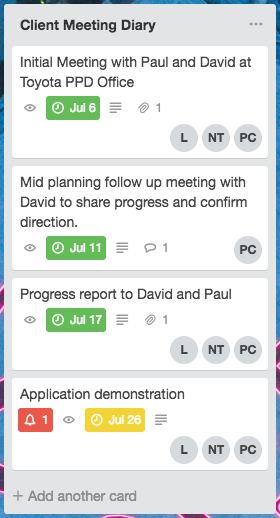 Client Meeting Diary
Initial Meeting with Paul and David at
Toyota PPD Office
Jul 6
1
L NT PC
Mid planning follow up meeting with
David to share progress and confirm
direction.
Jul 11
1
PC
Progress report to David and Paul
Jul 17
1
L NT PC
Application demonstration
1
Jul 26
L NT PC
+ Add another card